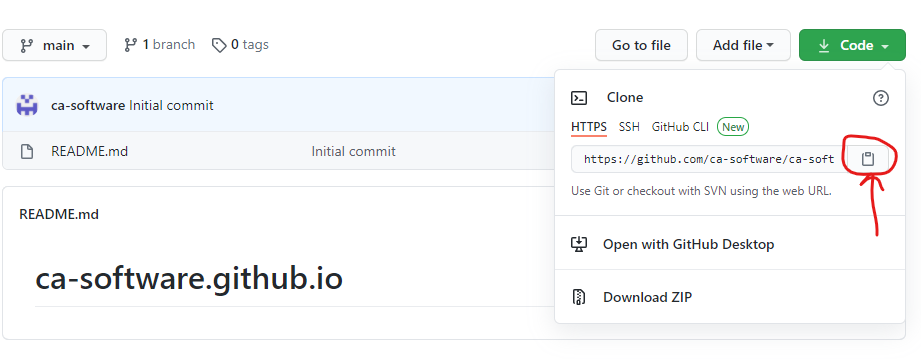 main 1 branch 0 tags Go to file Add file Code
ca-software Initial commit
README.md Initial commit
README.md
ca-software.github.io
Clone
HTTPS SSH GitHub CLI New
https://github.com/ca-software/ca-soft
Use Git or checkout with SVN using the web URL.
Open with GitHub Desktop
Download ZIP